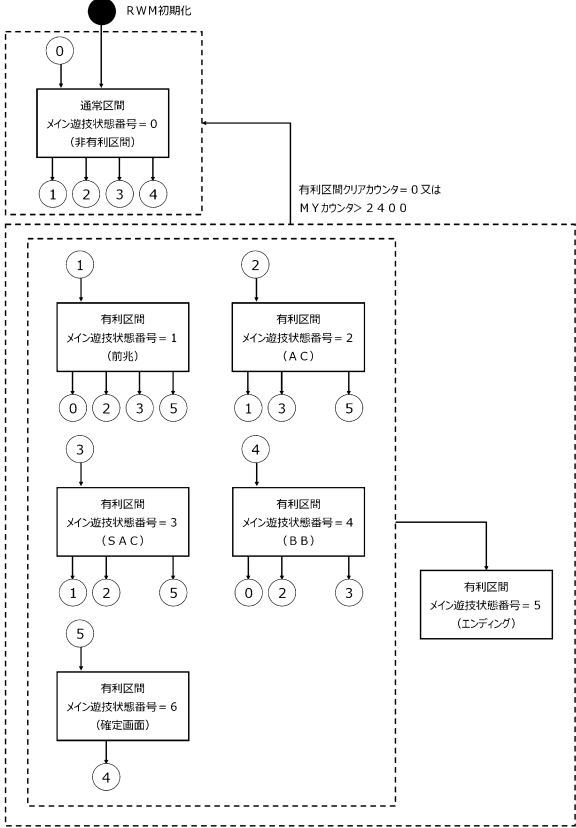 ＲＷＭ初期化
0
通常区間
メイン遊技状態番号＝０
（非有利区間）
1 2 3 4
有利区間クリアカウンタ＝０又は
ＭＹカウンタ＞２４００
1
有利区間
メイン遊技状態番号＝１
（前兆）
0 2 3 5
2
有利区間
メイン遊技状態番号＝２
（ＡＣ）
1 3 5
3
有利区間
メイン遊技状態番号＝３
（ＳＡＣ）
1 2 5
4
有利区間
メイン遊技状態番号＝４
（ＢＢ）
0 2 3
有利区間
メイン遊技状態番号＝５
（エンディング）
5
有利区間
メイン遊技状態番号＝６
（確定画面）
4